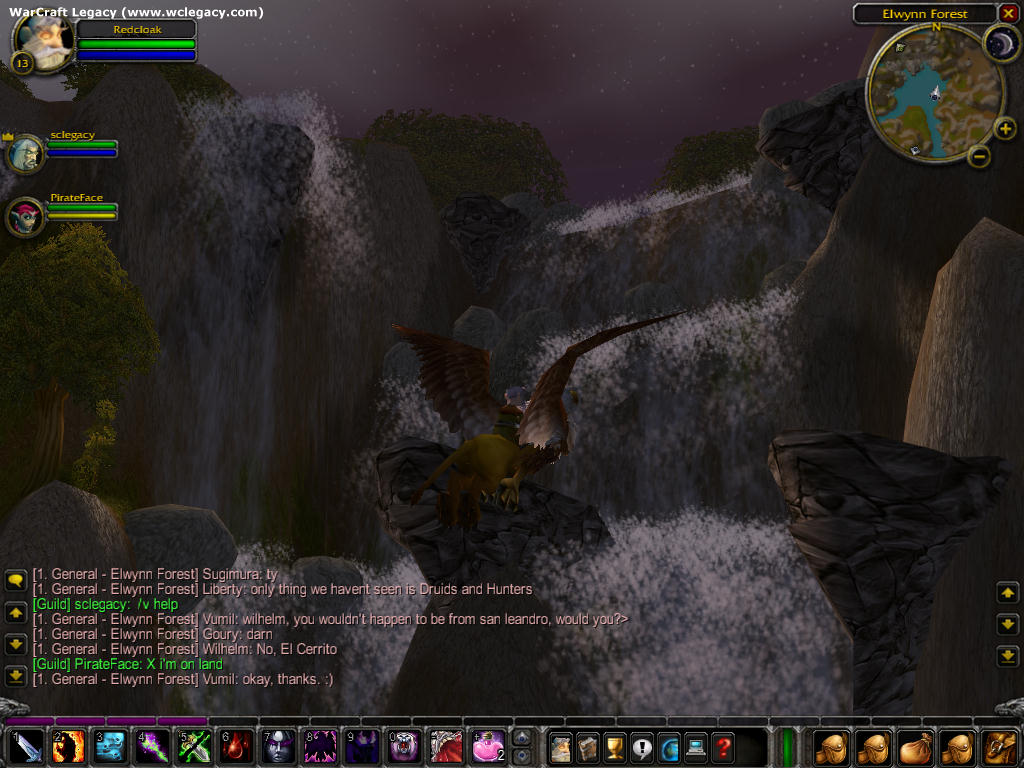 WarCraft Legacy (www.wclegacy.com)
Redcloak
13
Elwynn Forest
N
sclegacy
PirateFace
[1. General - Elwynn Forest] Sugimura: ty
[1. General - Elwynn Forest] Liberty: only thing we havent seen is Druids and Hunters
[Guild] sclegacy: /v help
[1. General - Elwynn Forest] Vumil: wilhelm, you wouldn't happen to be from san leandro, would you?>
[1. General - Elwynn Forest] Goury: darn
[1. General - Elwynn Forest] Wilhelm: No, El Cerrito
[Guild] PirateFace: X i'm on land
[1. General - Elwynn Forest] Vumil: okay, thanks. :)
1 2 3 4 5 6 7 8 9 0 - 2